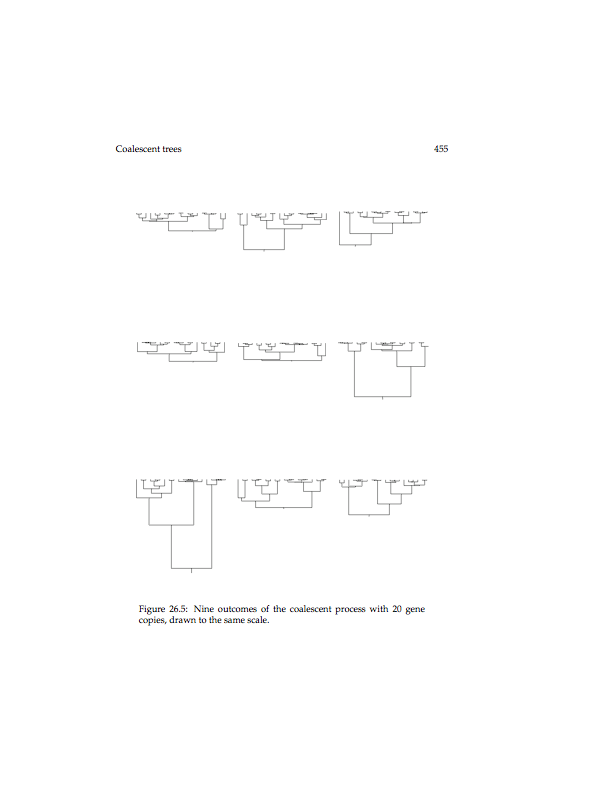 Coalescent trees 455
Figure 26.5: Nine outcomes of the coalescent process with 20 gene
copies, drawn to the same scale.